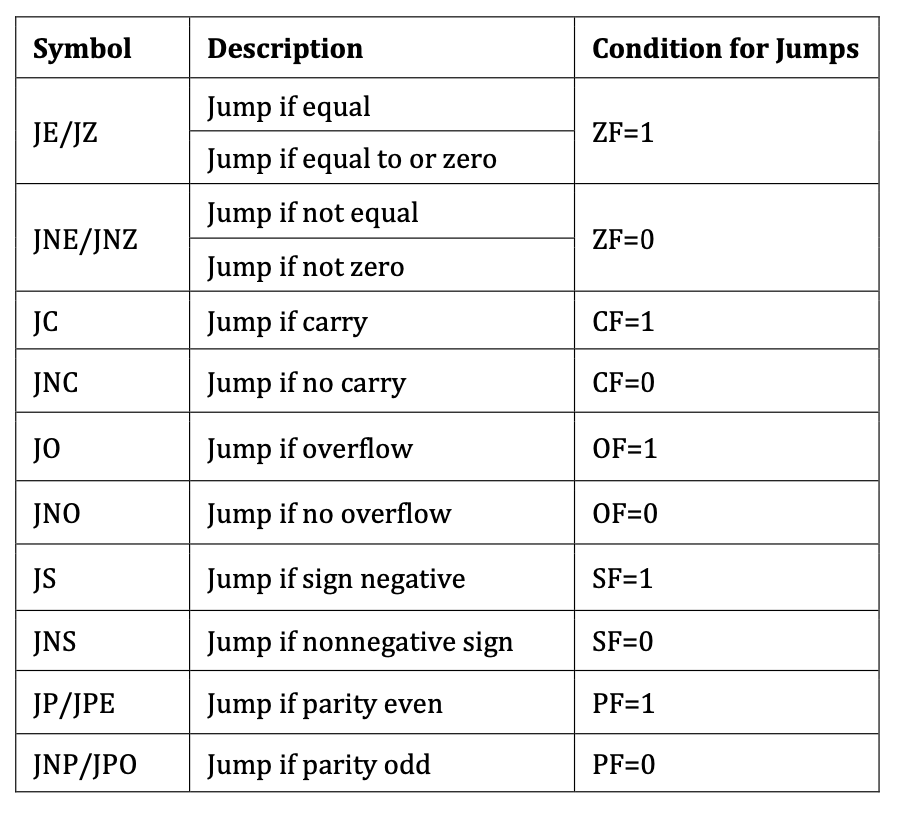 Symbol Description Condition for Jumps
JE/JZ Jump if equal ZF=1
Jump if equal to or zero
JNE/JNZ Jump if not equal ZF=0
Jump if not zero
JC Jump if carry CF=1
JNC Jump if no carry CF=0
JO Jump if overflow OF=1
JNO Jump if no overflow OF=0
JS Jump if sign negative SF=1
JNS Jump if nonnegative sign SF=0
JP/JPE Jump if parity even PF=1
JNP/JPO Jump if parity odd PF=0